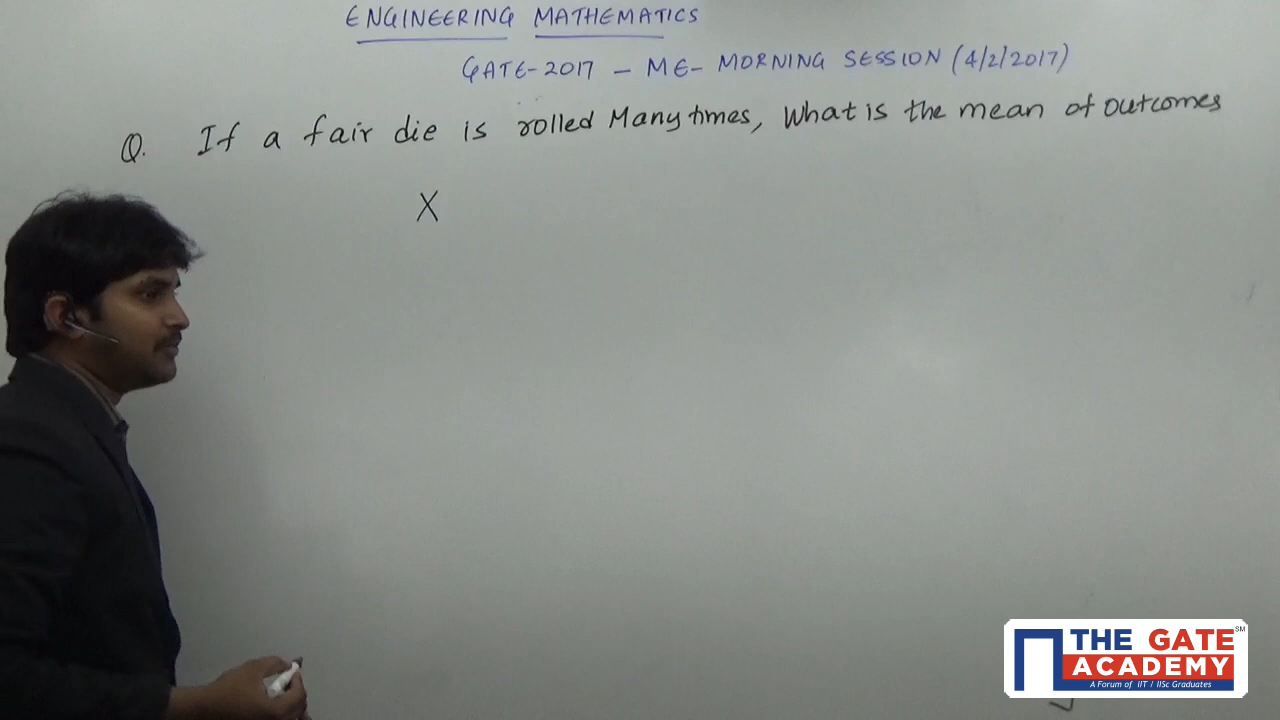 ENGINEERING MATHEMATICS
GATE-2017 - ME- MORNING SESSION (4/2/2017)
Q. If a fair die is rolled Many times, What is the mean of outcomes
X
THE GATE
ACADEMY
SM
A Forum of IIT / IISc Graduates